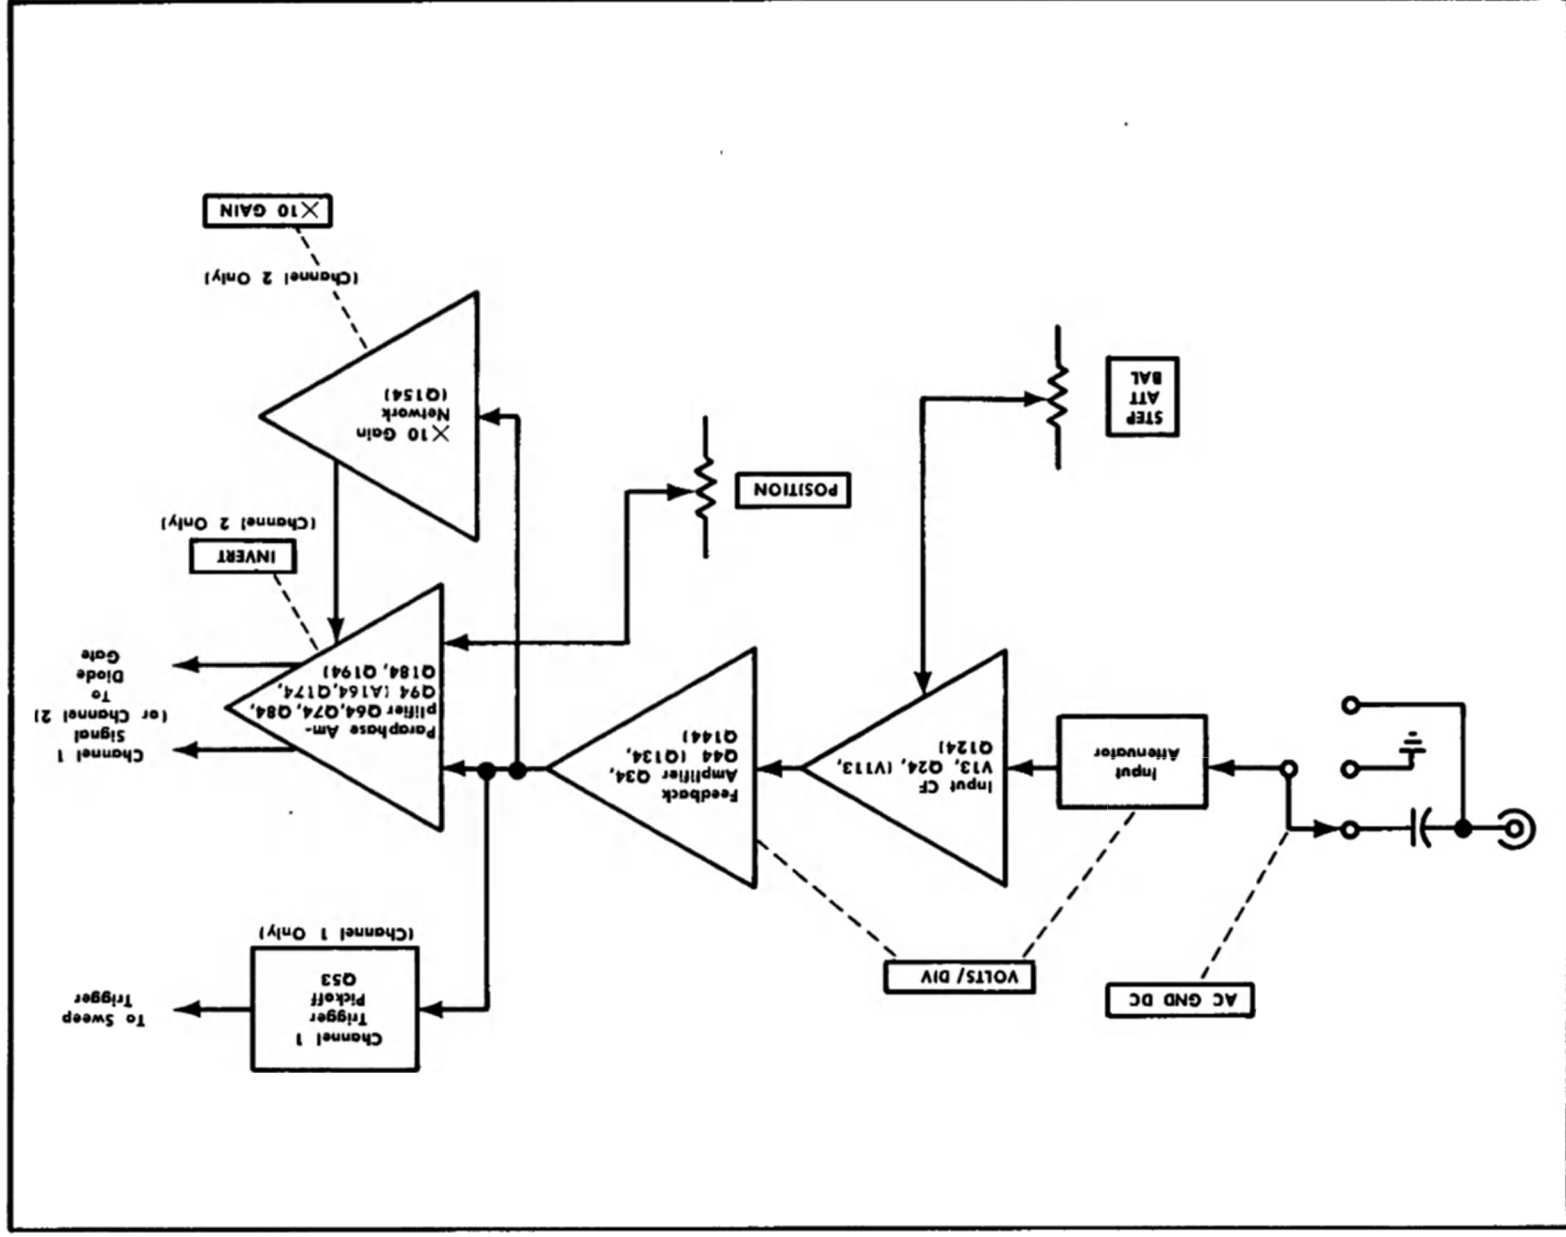 AC GND DC
VOLTS/DIV
Channel 1
Trigger
Pickoff
Q53
(Channel 1 Only)
To Sweep
Trigger
Input
Attenuator
Input CF
V13, Q24, (V113,
Q124)
Feedback
Amplifier Q34,
Q44 (Q134,
Q144)
Paraphase Am-
plifier Q64,Q74, Q84,
Q94 (A164,Q174,
Q184, Q194)
Channel 1
Signal
(or Channel 2)
To
Diode
Gate
INVERT
(Channel 2 Only)
POSITION
STEP
ATT
BAL
×10 Gain
Network
(Q154)
(Channel 2 Only)
×10 GAIN